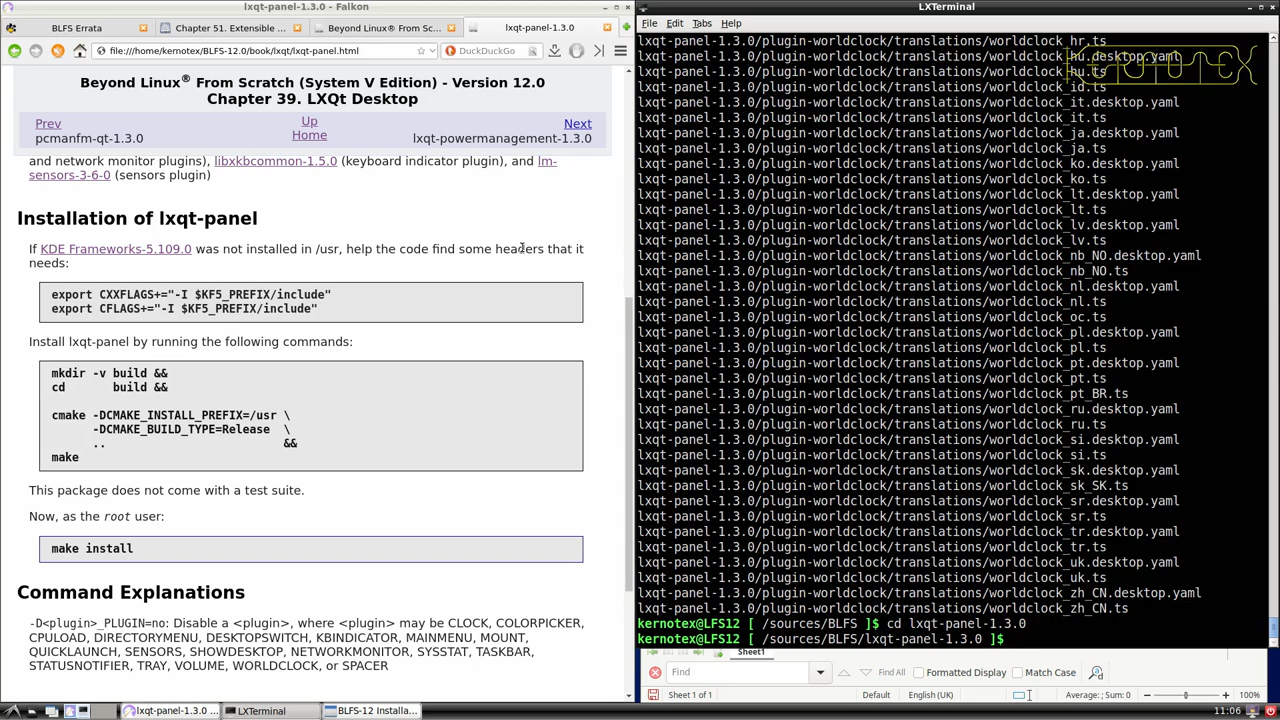 lxqt-panel-1.3.0 - Falkon
BLFS Errata
Chapter 51. Extensible ...
Beyond Linux® From Sc...
lxqt-panel-1.3.0
file:///home/kernotex/BLFS-12.0/book/lxqt/lxqt-panel.html
DuckDuckGo
Beyond Linux® From Scratch (System V Edition) - Version 12.0
Chapter 39. LXQt Desktop
Prev
Up
Next
pcmanfm-qt-1.3.0
Home
lxqt-powermanagement-1.3.0
and network monitor plugins), libxkbcommon-1.5.0 (keyboard indicator plugin), and lm-
sensors-3-6-0 (sensors plugin)
Installation of lxqt-panel
If KDE Frameworks-5.109.0 was not installed in /usr, help the code find some headers that it
needs:
export CXXFLAGS+="-I $KF5_PREFIX/include"
export CFLAGS+="-I $KF5_PREFIX/include"
Install lxqt-panel by running the following commands:
mkdir -v build &&
cd       build &&
cmake -DCMAKE_INSTALL_PREFIX=/usr \
      -DCMAKE_BUILD_TYPE=Release  \
      ..                          &&
make
This package does not come with a test suite.
Now, as the root user:
make install
Command Explanations
-D<plugin>_PLUGIN=no: Disable a <plugin>, where <plugin> may be CLOCK, COLORPICKER,
CPULOAD, DIRECTORYMENU, DESKTOPSWITCH, KBINDICATOR, MAINMENU, MOUNT,
QUICKLAUNCH, SENSORS, SHOWDESKTOP, NETWORKMONITOR, SYSSTAT, TASKBAR,
STATUSNOTIFIER, TRAY, VOLUME, WORLDCLOCK, or SPACER
LXTerminal
File Edit Tabs Help
lxqt-panel-1.3.0/plugin-worldclock/translations/worldclock_hr.ts
lxqt-panel-1.3.0/plugin-worldclock/translations/worldclock_hu.desktop.yaml
lxqt-panel-1.3.0/plugin-worldclock/translations/worldclock_hu.ts
lxqt-panel-1.3.0/plugin-worldclock/translations/worldclock_id.ts
lxqt-panel-1.3.0/plugin-worldclock/translations/worldclock_it.desktop.yaml
lxqt-panel-1.3.0/plugin-worldclock/translations/worldclock_it.ts
lxqt-panel-1.3.0/plugin-worldclock/translations/worldclock_ja.desktop.yaml
lxqt-panel-1.3.0/plugin-worldclock/translations/worldclock_ja.ts
lxqt-panel-1.3.0/plugin-worldclock/translations/worldclock_ko.desktop.yaml
lxqt-panel-1.3.0/plugin-worldclock/translations/worldclock_ko.ts
lxqt-panel-1.3.0/plugin-worldclock/translations/worldclock_lt.desktop.yaml
lxqt-panel-1.3.0/plugin-worldclock/translations/worldclock_lt.ts
lxqt-panel-1.3.0/plugin-worldclock/translations/worldclock_lv.desktop.yaml
lxqt-panel-1.3.0/plugin-worldclock/translations/worldclock_lv.ts
lxqt-panel-1.3.0/plugin-worldclock/translations/worldclock_nb_NO.desktop.yaml
lxqt-panel-1.3.0/plugin-worldclock/translations/worldclock_nb_NO.ts
lxqt-panel-1.3.0/plugin-worldclock/translations/worldclock_nl.desktop.yaml
lxqt-panel-1.3.0/plugin-worldclock/translations/worldclock_nl.ts
lxqt-panel-1.3.0/plugin-worldclock/translations/worldclock_oc.ts
lxqt-panel-1.3.0/plugin-worldclock/translations/worldclock_pl.desktop.yaml
lxqt-panel-1.3.0/plugin-worldclock/translations/worldclock_pl.ts
lxqt-panel-1.3.0/plugin-worldclock/translations/worldclock_pt.desktop.yaml
lxqt-panel-1.3.0/plugin-worldclock/translations/worldclock_pt.ts
lxqt-panel-1.3.0/plugin-worldclock/translations/worldclock_pt_BR.ts
lxqt-panel-1.3.0/plugin-worldclock/translations/worldclock_ru.desktop.yaml
lxqt-panel-1.3.0/plugin-worldclock/translations/worldclock_ru.ts
lxqt-panel-1.3.0/plugin-worldclock/translations/worldclock_si.desktop.yaml
lxqt-panel-1.3.0/plugin-worldclock/translations/worldclock_si.ts
lxqt-panel-1.3.0/plugin-worldclock/translations/worldclock_sk.desktop.yaml
lxqt-panel-1.3.0/plugin-worldclock/translations/worldclock_sk_SK.ts
lxqt-panel-1.3.0/plugin-worldclock/translations/worldclock_sr.desktop.yaml
lxqt-panel-1.3.0/plugin-worldclock/translations/worldclock_sr.ts
lxqt-panel-1.3.0/plugin-worldclock/translations/worldclock_tr.desktop.yaml
lxqt-panel-1.3.0/plugin-worldclock/translations/worldclock_tr.ts
lxqt-panel-1.3.0/plugin-worldclock/translations/worldclock_uk.desktop.yaml
lxqt-panel-1.3.0/plugin-worldclock/translations/worldclock_uk.ts
lxqt-panel-1.3.0/plugin-worldclock/translations/worldclock_zh_CN.desktop.yaml
lxqt-panel-1.3.0/plugin-worldclock/translations/worldclock_zh_CN.ts
kernotex@LFS12 [ /sources/BLFS ]$ cd lxqt-panel-1.3.0
kernotex@LFS12 [ /sources/BLFS/lxqt-panel-1.3.0 ]$
KERNOTEX
Sheet1
Find
Find All
Formatted Display
Match Case
Sheet 1 of 1
Default
English (UK)
Average: ; Sum: 0
100%
lxqt-panel-1.3.0 ...
LXTerminal
BLFS-12 Installa...
11:06